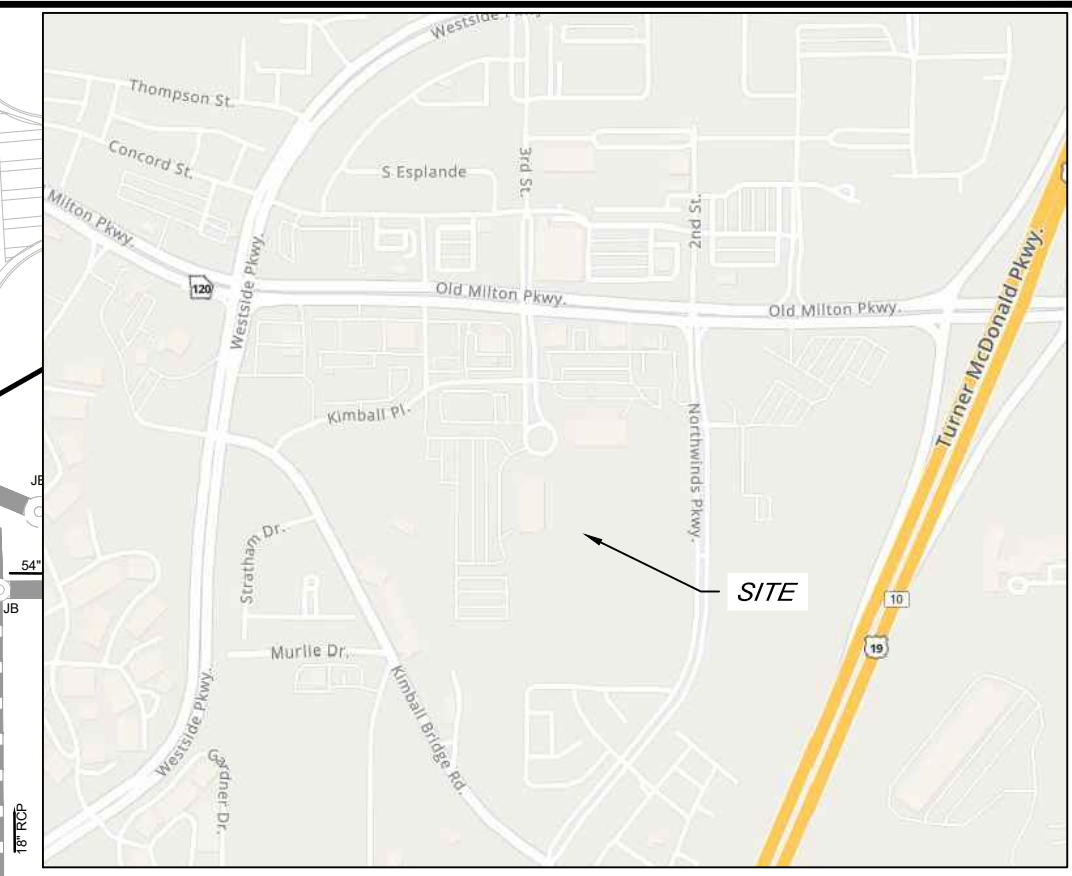 Westside Pkwy.
Thompson St.
Concord St.
S Esplande
3rd St.
2nd St.
Milton Pkwy.
120
Westside Pkwy.
Old Milton Pkwy.
Old Milton Pkwy.
Turner McDonald Pkwy.
Kimball Pl.
Northwinds Pkwy.
JB
Stratham Dr.
54"
SITE
10
JB
19
Murlie Dr.
Kimball Bridge Rd.
Westside Pkwy.
Gardner Dr.
18" RCP